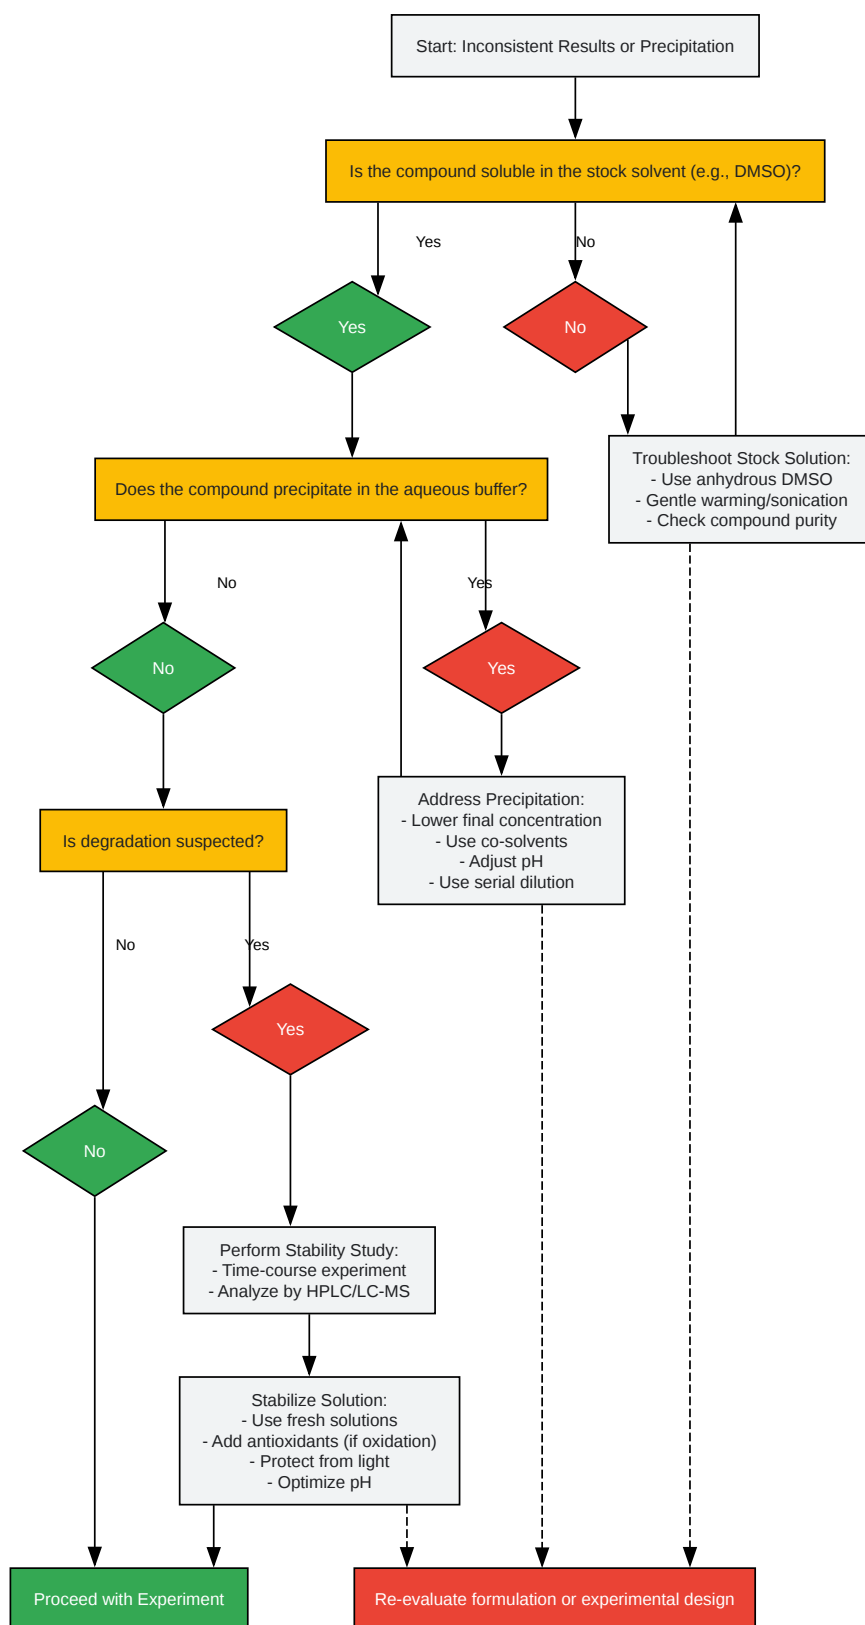 Start: Inconsistent Results or Precipitation
Is the compound soluble in the stock solvent (e.g., DMSO)?
Yes
No
Yes
No
Troubleshoot Stock Solution:
- Use anhydrous DMSO
- Gentle warming/sonication
- Check compound purity
Does the compound precipitate in the aqueous buffer?
No
Yes
No
Yes
Address Precipitation:
- Lower final concentration
- Use co-solvents
- Adjust pH
- Use serial dilution
Is degradation suspected?
No
Yes
Yes
No
Perform Stability Study:
- Time-course experiment
- Analyze by HPLC/LC-MS
Stabilize Solution:
- Use fresh solutions
- Add antioxidants (if oxidation)
- Protect from light
- Optimize pH
Proceed with Experiment
Re-evaluate formulation or experimental design